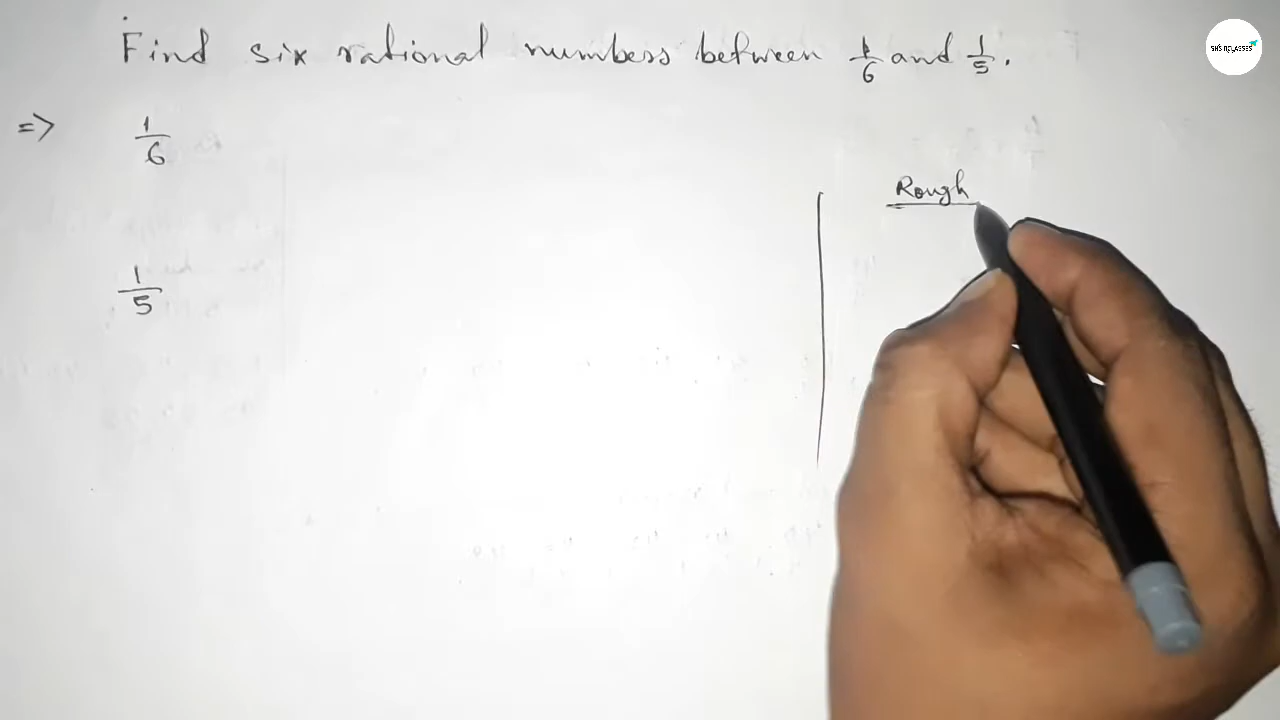 Find six rational numbers between 1/6 and 1/5.
=> 1/6
Rough
1/5